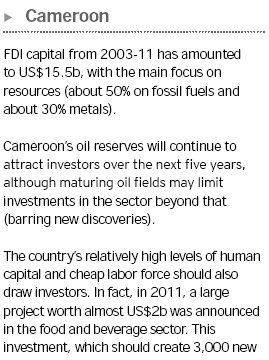 Cameroon
FDI capital from 2003-11 has amounted
to US$15.5b, with the main focus on
resources (about 50% on fossil fuels and
about 30% metals).
Cameroon's oil reserves will continue to
attract investors over the next five years,
although maturing oil fields may limit
investments in the sector beyond that
(barring new discoveries).
The country's relatively high levels of human
capital and cheap labor force should also
draw investors. In fact, in 2011, a large
project worth almost US$2b was announced
in the food and beverage sector. This
investment, which should create 3,000 new